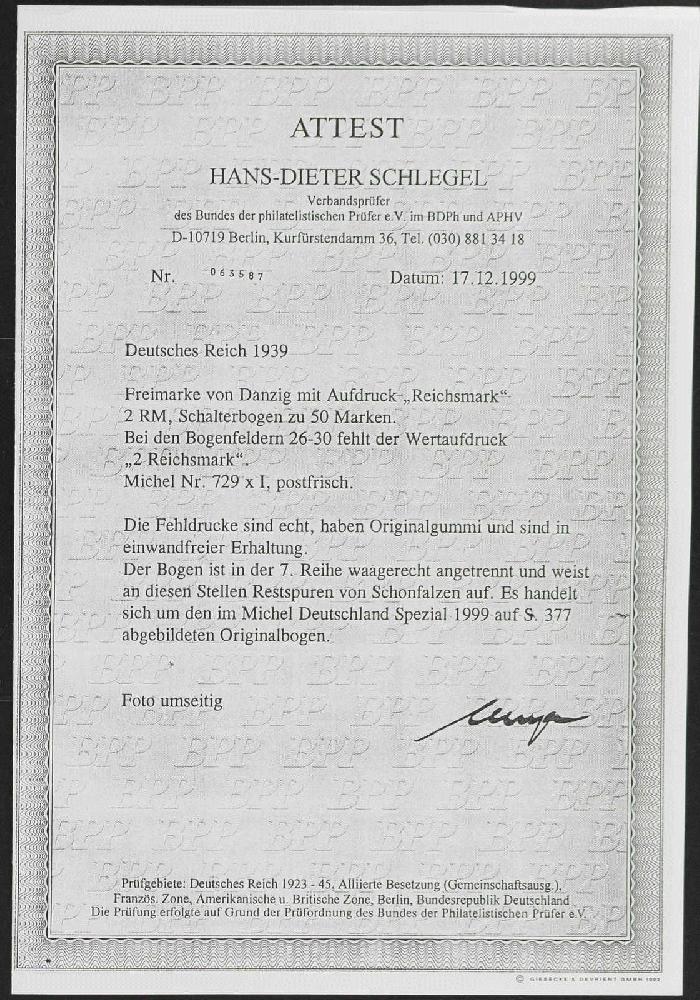 ATTEST
HANS-DIETER SCHLEGEL
Verbandsprüfer
des Bundes der philatelistischen Prüfer e.V. im BDPh und APHV
D-10719 Berlin, Kurfürstendamm 36, Tel. (030) 881 34 18
Nr. 063587 Datum: 17.12.1999
Deutsches Reich 1939
Freimarke von Danzig mit Aufdruck „Reichsmark“.
2 RM, Schalterbogen zu 50 Marken.
Bei den Bogenfeldern 26-30 fehlt der Wertaufdruck
„2 Reichsmark“.
Michel Nr. 729 x I, postfrisch.
Die Fehldrucke sind echt, haben Originalgummi und sind in
einwandfreier Erhaltung.
Der Bogen ist in der 7. Reihe waagerecht angetrennt und weist
an diesen Stellen Restspuren von Schonfalzen auf. Es handelt
sich um den im Michel Deutschland Spezial 1999 auf S. 377
abgebildeten Originalbogen.
Foto umseitig
Prüfgebiete: Deutsches Reich 1923 - 45, Alliierte Besetzung (Gemeinschaftsausg.),
Französ. Zone, Amerikanische u. Britische Zone, Berlin, Bundesrepublik Deutschland
Die Prüfung erfolgte auf Grund der Prüfordnung des Bundes der Philatelistischen Prüfer e.V.
© GIESECKE & DEVRIENT GMBH 1992